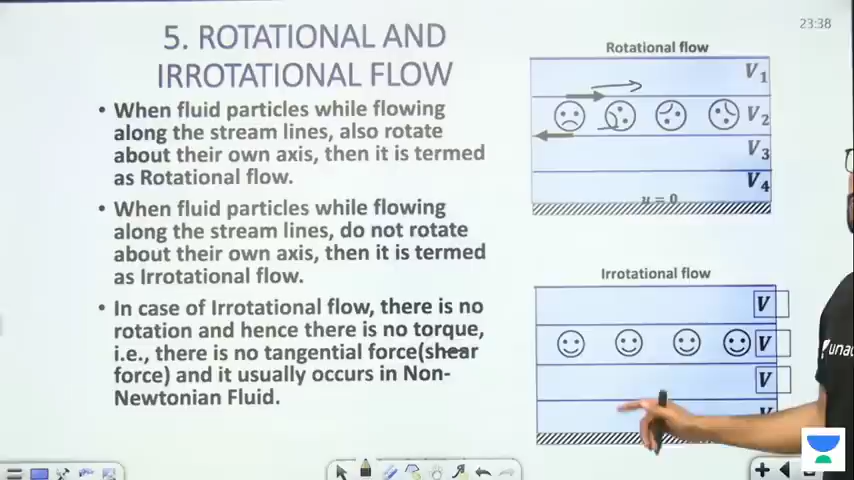 23:38
5. ROTATIONAL AND
IRROTATIONAL FLOW
• When fluid particles while flowing
along the stream lines, also rotate
about their own axis, then it is termed
as Rotational flow.
• When fluid particles while flowing
along the stream lines, do not rotate
about their own axis, then it is termed
as Irrotational flow.
• In case of Irrotational flow, there is no
rotation and hence there is no torque,
i.e., there is no tangential force(shear
force) and it usually occurs in Non-
Newtonian Fluid.
Rotational flow
V1
V2
V3
V4
u = 0
Irrotational flow
V
V
V
V
unac